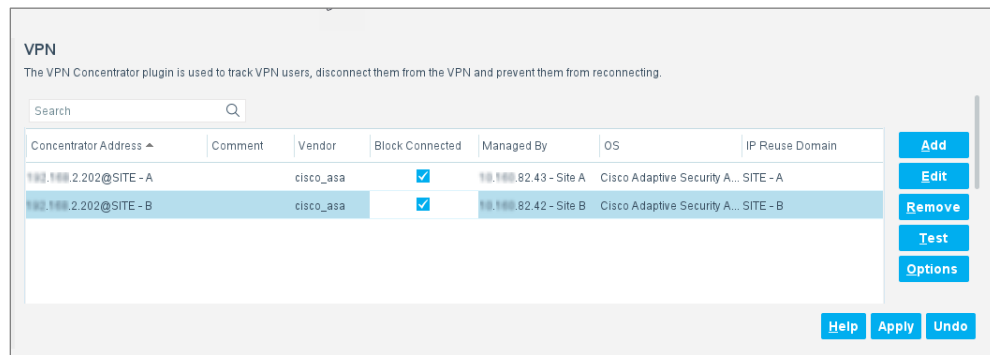 VPN
The VPN Concentrator plugin is used to track VPN users, disconnect them from the VPN and prevent them from reconnecting.
Search
Concentrator Address Comment Vendor Block Connected Managed By OS IP Reuse Domain
.2.202@SITE - A cisco_asa .82.43 - Site A Cisco Adaptive Security A... SITE - A
.2.202@SITE - B cisco_asa .82.42 - Site B Cisco Adaptive Security A... SITE - B
Add
Edit
Remove
Test
Options
Help Apply Undo